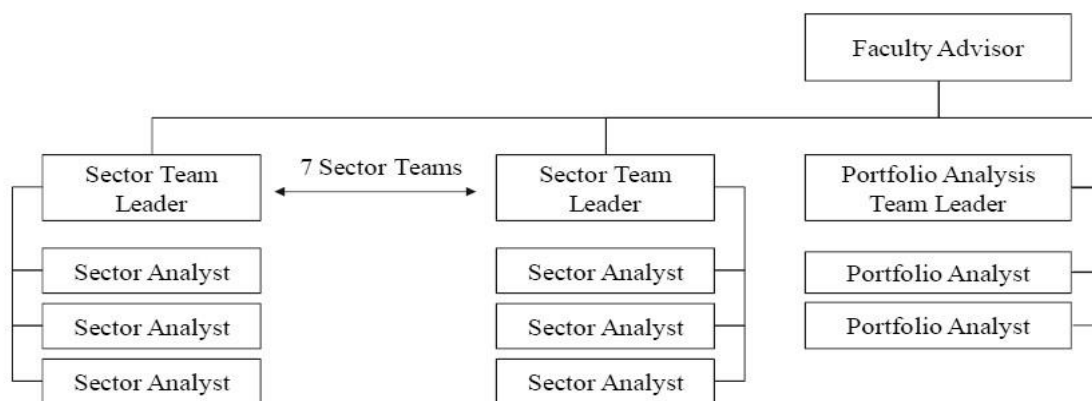 Faculty Advisor
Sector Team
Leader
7 Sector Teams
Sector Team
Leader
Portfolio Analysis
Team Leader
Sector Analyst
Sector Analyst
Portfolio Analyst
Sector Analyst
Sector Analyst
Portfolio Analyst
Sector Analyst
Sector Analyst